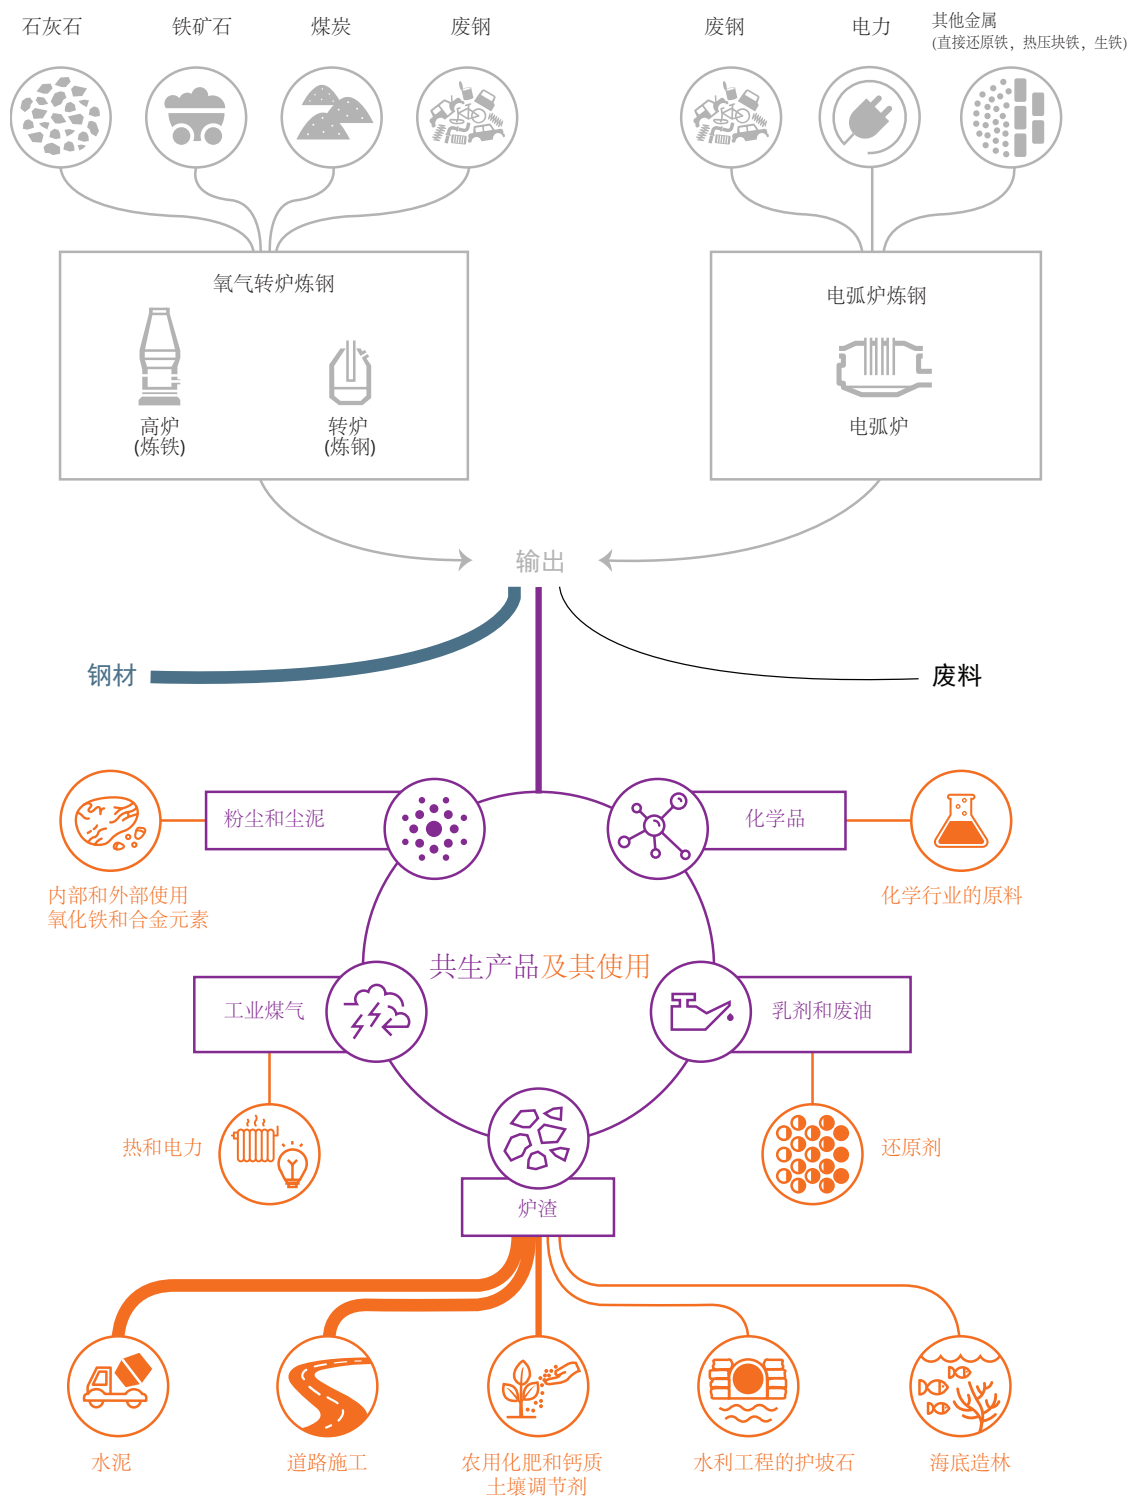 石灰石
铁矿石
煤炭
废钢
废钢
电力
其他金属
(直接还原铁，热压块铁，生铁)
氧气转炉炼钢
高炉
(炼铁)
转炉
(炼钢)
电弧炉炼钢
电弧炉
输出
钢材
废料
粉尘和尘泥
化学品
内部和外部使用
氧化铁和合金元素
化学行业的原料
共生产品及其使用
工业煤气
乳剂和废油
热和电力
还原剂
炉渣
水泥
道路施工
农用化肥和钙质
土壤调节剂
水利工程的护坡石
海底造林